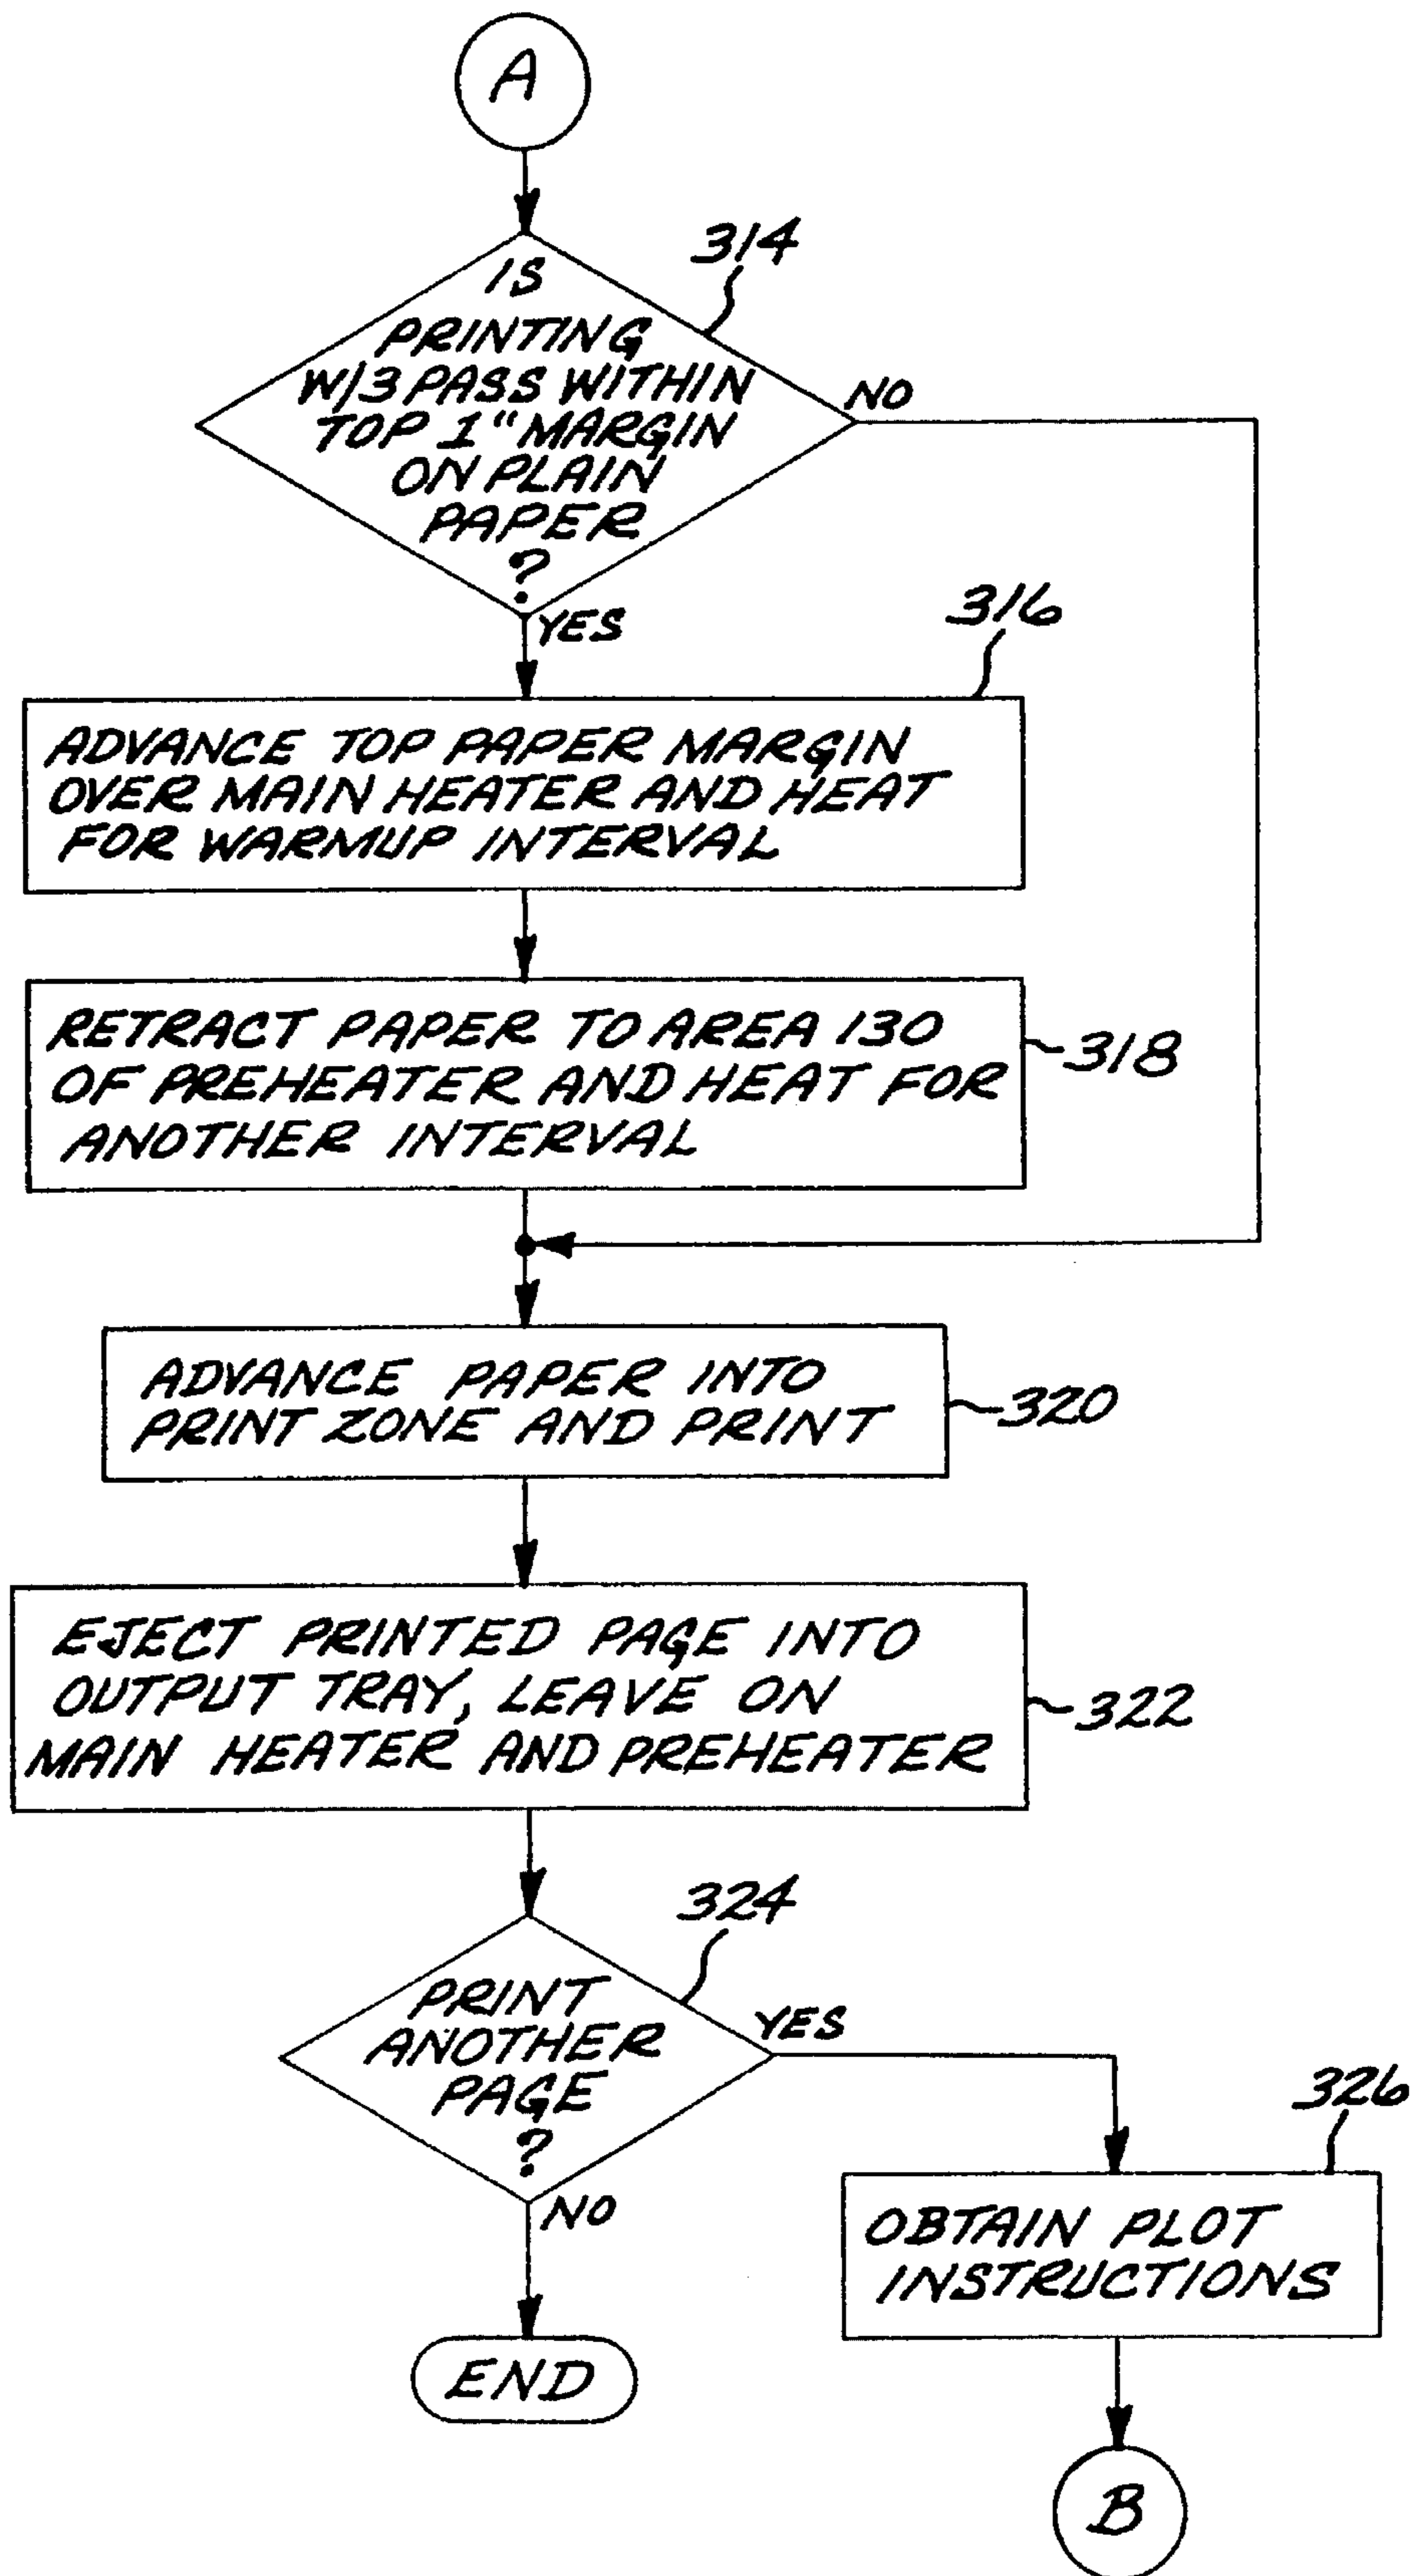 A
314
IS
PRINTING
W/3 PASS WITHIN
TOP 1" MARGIN
ON PLAIN
PAPER
?
NO
YES
316
ADVANCE TOP PAPER MARGIN
OVER MAIN HEATER AND HEAT
FOR WARMUP INTERVAL
RETRACT PAPER TO AREA 130
OF PREHEATER AND HEAT FOR
ANOTHER INTERVAL
318
ADVANCE PAPER INTO
PRINT ZONE AND PRINT
320
EJECT PRINTED PAGE INTO
OUTPUT TRAY, LEAVE ON
MAIN HEATER AND PREHEATER
322
324
PRINT
ANOTHER
PAGE
?
YES
NO
326
OBTAIN PLOT
INSTRUCTIONS
END
B